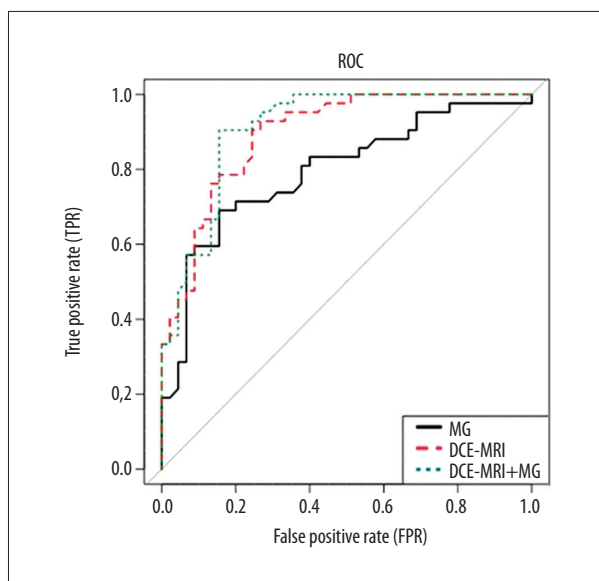 ROC
True positive rate (TPR)
1.0
0.8
0.6
0.4
0,2
0.0
0.0 0.2 0.4 0.6 0.8 1.0
False positive rate (FPR)
MG
DCE-MRI
DCE-MRI+MG